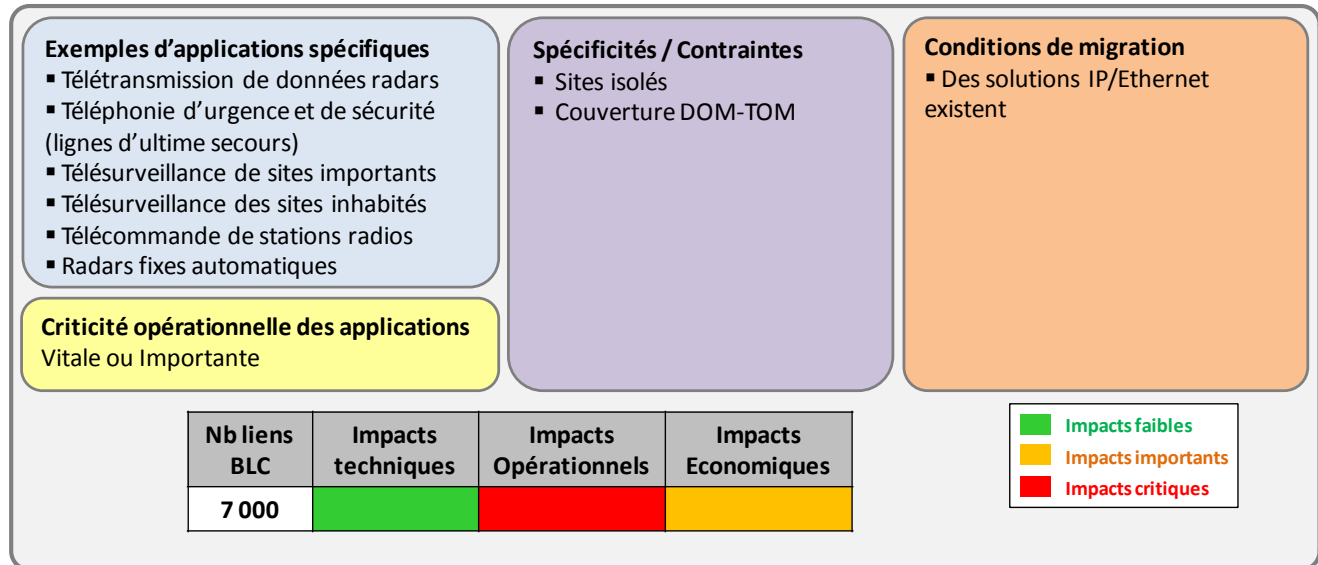 Exemples d'applications spécifiques
▪ Télétransmission de données radars
▪ Téléphonie d'urgence et de sécurité
(lignes d'ultime secours)
▪ Télésurveillance de sites importants
▪ Télésurveillance des sites inhabités
▪ Télécommande de stations radios
▪ Radars fixes automatiques
Criticité opérationnelle des applications
Vitale ou Importante
Spécificités / Contraintes
▪ Sites isolés
▪ Couverture DOM-TOM
Conditions de migration
▪ Des solutions IP/Ethernet
existent
Nb liens BLC
Impacts techniques
Impacts Opérationnels
Impacts Economiques
7 000
Impacts faibles
Impacts importants
Impacts critiques